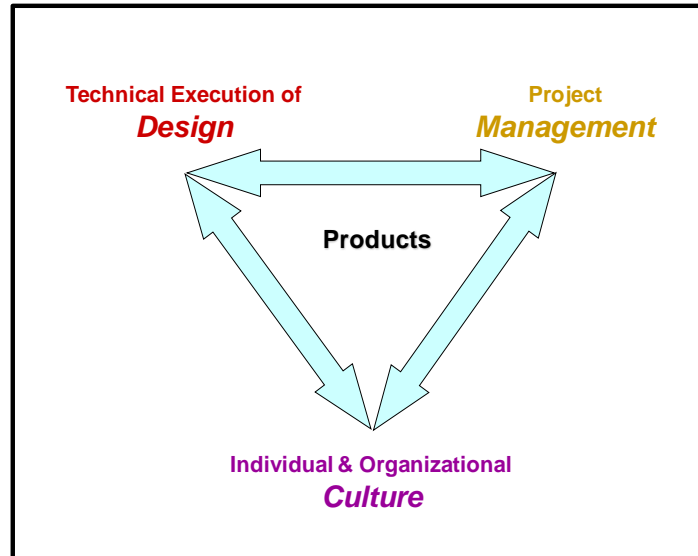 Technical Execution of
Design
Project
Management
Products
Individual & Organizational
Culture